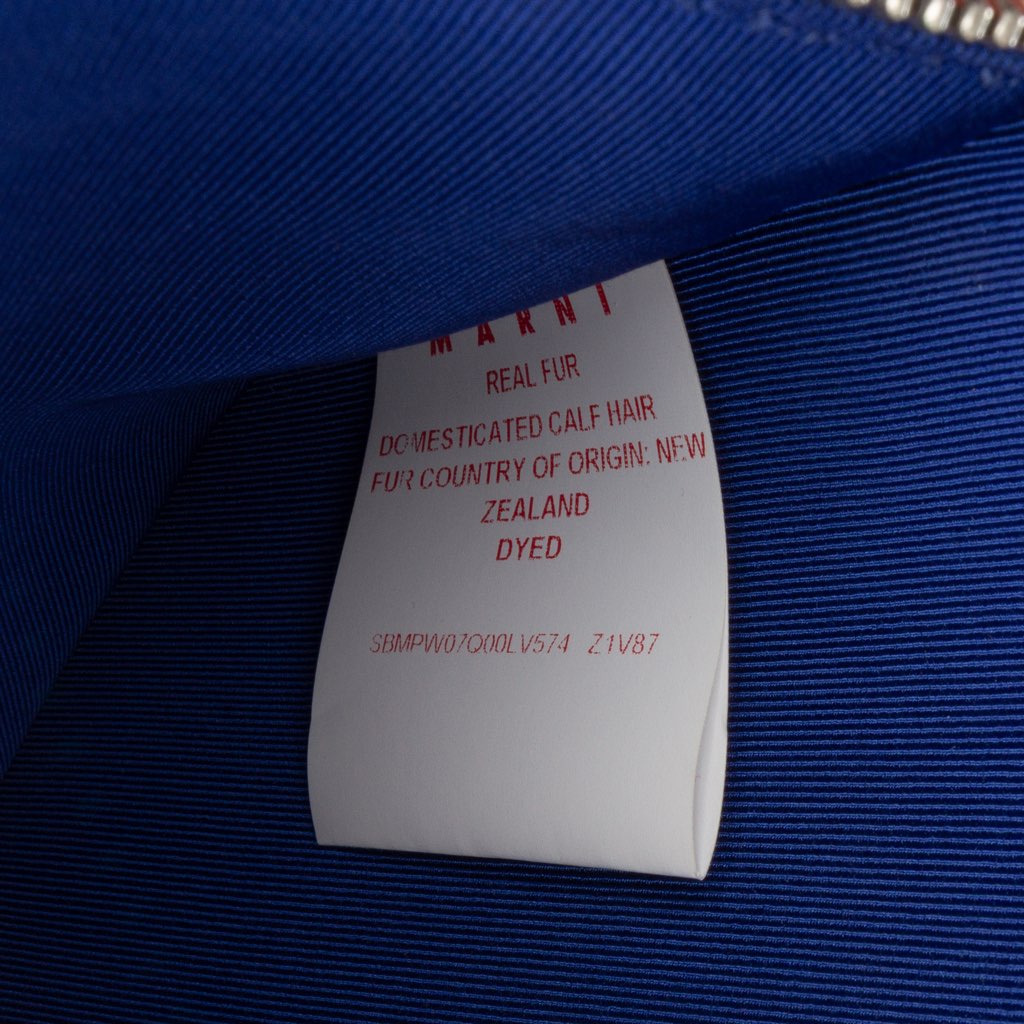 MARNI
REAL FUR
DOMESTICATED CALF HAIR
FUR COUNTRY OF ORIGIN: NEW
ZEALAND
DYED
SBMPW07Q00LV574 Z1V87